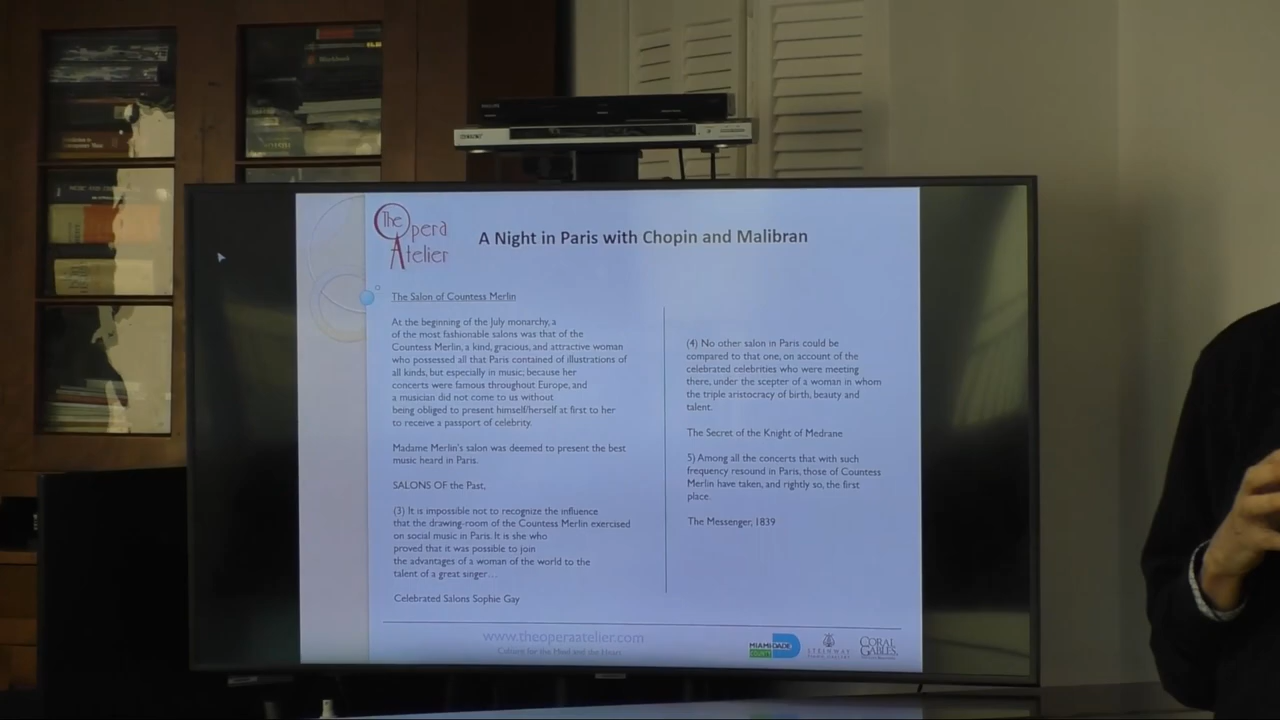 The Opera Atelier
A Night in Paris with Chopin and Malibran
The Salon of Countess Merlin
At the beginning of the July monarchy, a
of the most fashionable salons was that of the
Countess Merlin, a kind, gracious, and attractive woman
who possessed all that Paris contained of illustrations of
all kinds, but especially in music; because her
concerts were famous throughout Europe, and
a musician did not come to us without
being obliged to present himself/herself at first to her
to receive a passport of celebrity.
Madame Merlin's salon was deemed to present the best
music heard in Paris.
SALONS OF the Past,
(3) It is impossible not to recognize the influence
that the drawing-room of the Countess Merlin exercised
on social music in Paris. It is she who
proved that it was possible to join
the advantages of a woman of the world to the
talent of a great singer...
Celebrated Salons Sophie Gay
(4) No other salon in Paris could be
compared to that one, on account of the
celebrated celebrities who were meeting
there, under the scepter of a woman in whom
the triple aristocracy of birth, beauty and
talent.
The Secret of the Knight of Medrane
5) Among all the concerts that with such
frequency resound in Paris, those of Countess
Merlin have taken, and rightly so, the first
place.
The Messenger, 1839
www.theoperaatelier.com
Culture for the Mind and the Heart
MIAMI DADE
COUNTY
STEINWAY
CORAL
GABLES